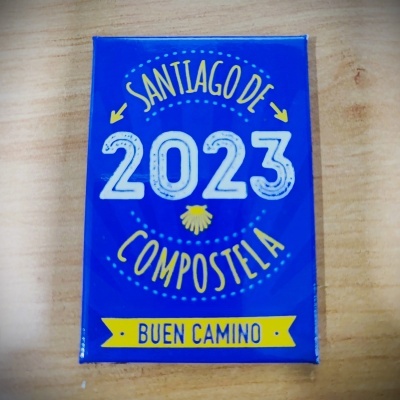 SANTIAGO DE
2023
COMPOSTELA
· BUEN CAMINO ·